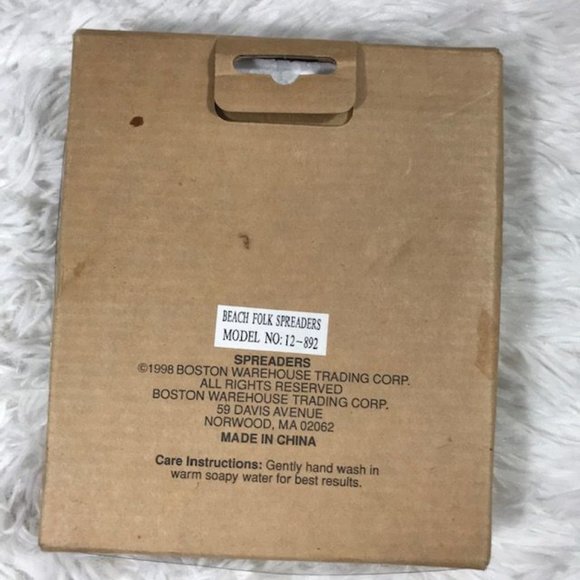 BEACH FOLK SPREADERS
MODEL NO: 12-892
SPREADERS
©1998 BOSTON WAREHOUSE TRADING CORP.
ALL RIGHTS RESERVED
BOSTON WAREHOUSE TRADING CORP.
59 DAVIS AVENUE
NORWOOD, MA 02062
MADE IN CHINA
Care Instructions: Gently hand wash in
warm soapy water for best results.